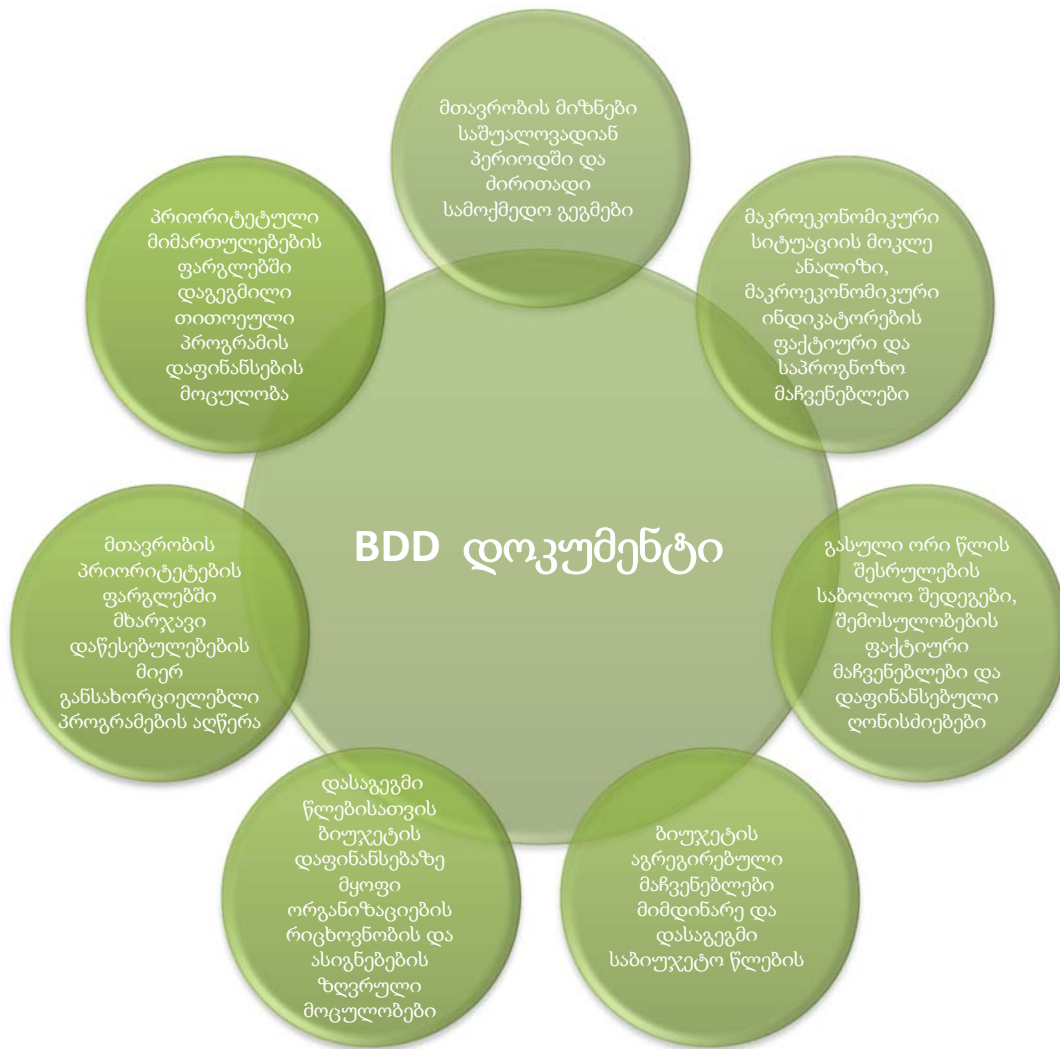 მთავრობის მიზნები
საშუალოვადიან
პერიოდში და
ძირითადი
სამოქმედო გეგმები
მაკროეკონომიკური
სიტუაციის მოკლე
ანალიზი,
მაკროეკონომიკური
ინდიკატორების
ფაქტიური და
საპროგნოზო
მაჩვენებლები
გასული ორი წლის
შესრულების
საბოლოო შედეგები,
შემოსულობების
ფაქტიური
მაჩვენებლები და
დაფინანსებული
ღონისძიებები
ბიუჯეტის
აგრეგირებული
მაჩვენებლები
მიმდინარე და
დასაგეგმი
საბიუჯეტო წლების
დასაგეგმი
წლებისათვის
ბიუჯეტის
დაფინანსებაზე
მყოფი
ორგანიზაციების
რიცხოვნობის და
ასიგნებების
ზღვრული
მოცულობები
მთავრობის
პრიორიტეტების
ფარგლებში
მხარჯავი
დაწესებულებების
მიერ
განსახორციელებლი
პროგრამების აღწერა
პრიორიტეტული
მიმართულებების
ფარგლებში
დაგეგმილი
თითოეული
პროგრამის
დაფინანსების
მოცულობა
BDD დოკუმენტი